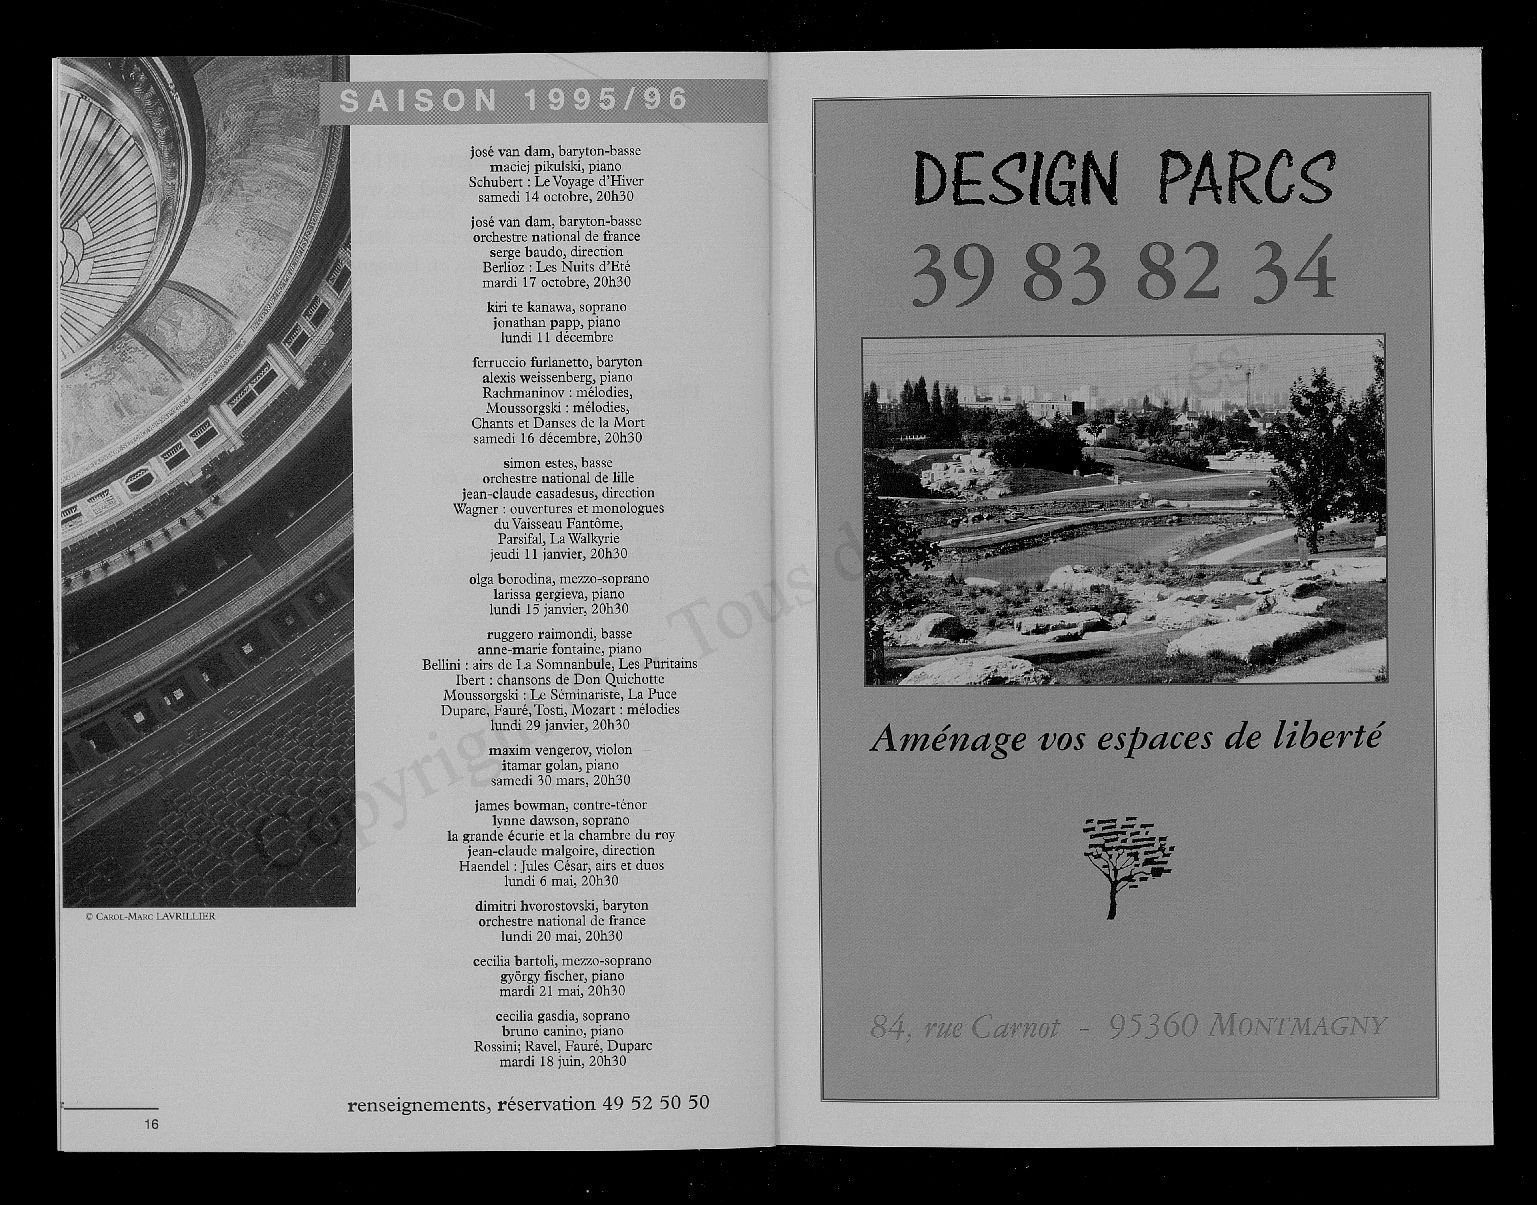 SAISON 1995/96
josé van dam, baryton-basse
maciej pikulski, piano
Schubert : Le Voyage d'Hiver
samedi 14 octobre, 20h30
josé van dam, baryton-basse
orchestre national de france
serge baudo, direction
Berlioz : Les Nuits d'Eté
mardi 17 octobre, 20h30
kiri te kanawa, soprano
jonathan papp, piano
lundi 11 décembre
ferruccio furlanetto, baryton
alexis weissenberg, piano
Rachmaninov : mélodies,
Moussorgski : mélodies,
Chants et Danses de la Mort
samedi 16 décembre, 20h30
simon estes, basse
orchestre national de lille
jean-claude casadesus, direction
Wagner : ouvertures et monologues
du Vaisseau Fantôme,
Parsifal, La Walkyrie
jeudi 11 janvier, 20h30
olga borodina, mezzo-soprano
larissa gergieva, piano
lundi 15 janvier, 20h30
ruggero raimondi, basse
anne-marie fontaine, piano
Bellini : airs de La Somnanbule, Les Puritains
Ibert : chansons de Don Quichotte
Moussorgski : Le Séminariste, La Puce
Duparc, Fauré, Tosti, Mozart : mélodies
lundi 29 janvier, 20h30
maxim vengerov, violon
itamar golan, piano
samedi 30 mars, 20h30
james bowman, contre-ténor
lynne dawson, soprano
la grande écurie et la chambre du roy
jean-claude malgoire, direction
Haendel : Jules César, airs et duos
lundi 6 mai, 20h30
dimitri hvorostovski, baryton
orchestre national de france
lundi 20 mai, 20h30
cecilia bartoli, mezzo-soprano
györgy fischer, piano
mardi 21 mai, 20h30
cecilia gasdia, soprano
bruno canino, piano
Rossini; Ravel, Fauré, Duparc
mardi 18 juin, 20h30
renseignements, réservation 49 52 50 50
© CAROL-MARC LAVRILLIER
16
DESIGN PARCS
39 83 82 34
Aménage vos espaces de liberté
84, rue Carnot - 95360 MONTMAGNY